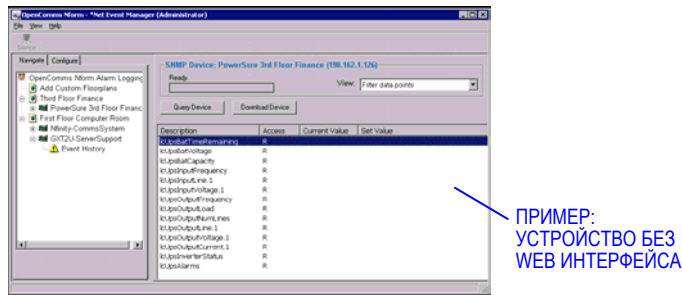 OpenComms Nform - "Net Event Manager (Administrator)
File View Help
Navigate Configure
SNMP Device: PowerSure 3rd Floor Finance (190.162.1.126)
Ready
View: Filter data points
Query Device Download Device
OpenComms Nform Alarm Logging
Add Custom Floorplans
Third Floor Finance
PowerSure 3rd Floor Financ
First Floor Computer Room
Nfinity-CommsSystem
GXT2U-ServerSupport
Event History
Description Access Current Value Set Value
lcUpsBatTimeRemaining R
lcUpsBatVoltage R
lcUpsBatCapacity R
lcUpsInputFrequency R
lcUpsInputLine.1 R
lcUpsInputVoltage.1 R
lcUpsOutputFrequency R
lcUpsOutputLoad R
lcUpsOutputNumLines R
lcUpsOutputLine.1 R
lcUpsOutputVoltage.1 R
lcUpsOutputCurrent.1 R
lcUpsInverterStatus R
lcUpsAlarms R
ПРИМЕР:
УСТРОЙСТВО БЕЗ
WEB ИНТЕРФЕЙСА